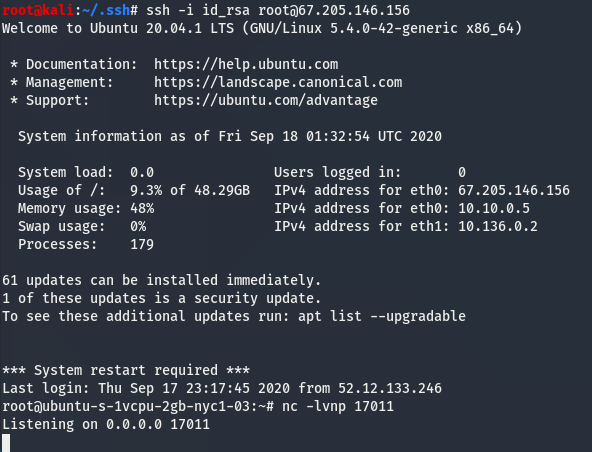 root@kali:~/.ssh# ssh -i id_rsa root@67.205.146.156
Welcome to Ubuntu 20.04.1 LTS (GNU/Linux 5.4.0-42-generic x86_64)
* Documentation:  https://help.ubuntu.com
* Management:     https://landscape.canonical.com
* Support:        https://ubuntu.com/advantage
System information as of Fri Sep 18 01:32:54 UTC 2020
System load:  0.0               Users logged in:       0
Usage of /:   9.3% of 48.29GB   IPv4 address for eth0: 67.205.146.156
Memory usage: 48%               IPv4 address for eth0: 10.10.0.5
Swap usage:   0%                IPv4 address for eth1: 10.136.0.2
Processes:    179
61 updates can be installed immediately.
1 of these updates is a security update.
To see these additional updates run: apt list --upgradable
*** System restart required ***
Last login: Thu Sep 17 23:17:45 2020 from 52.12.133.246
root@ubuntu-s-1vcpu-2gb-nyc1-03:~# nc -lvnp 17011
Listening on 0.0.0.0 17011